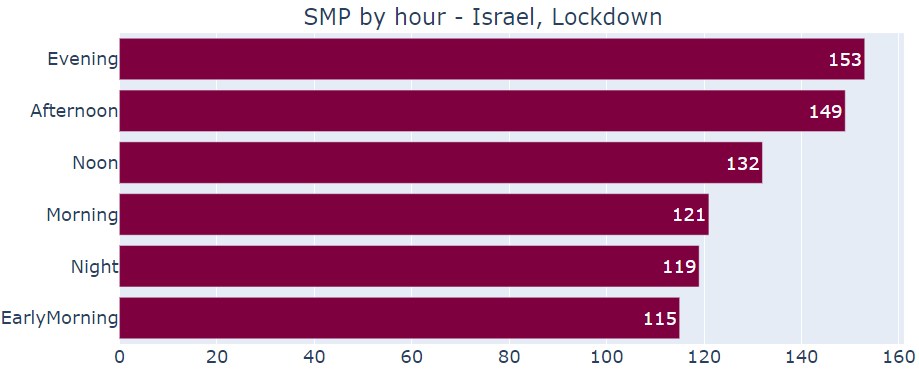 SMP by hour - Israel, Lockdown
Evening 153
Afternoon 149
Noon 132
Morning 121
Night 119
EarlyMorning 115
0 20 40 60 80 100 120 140 160